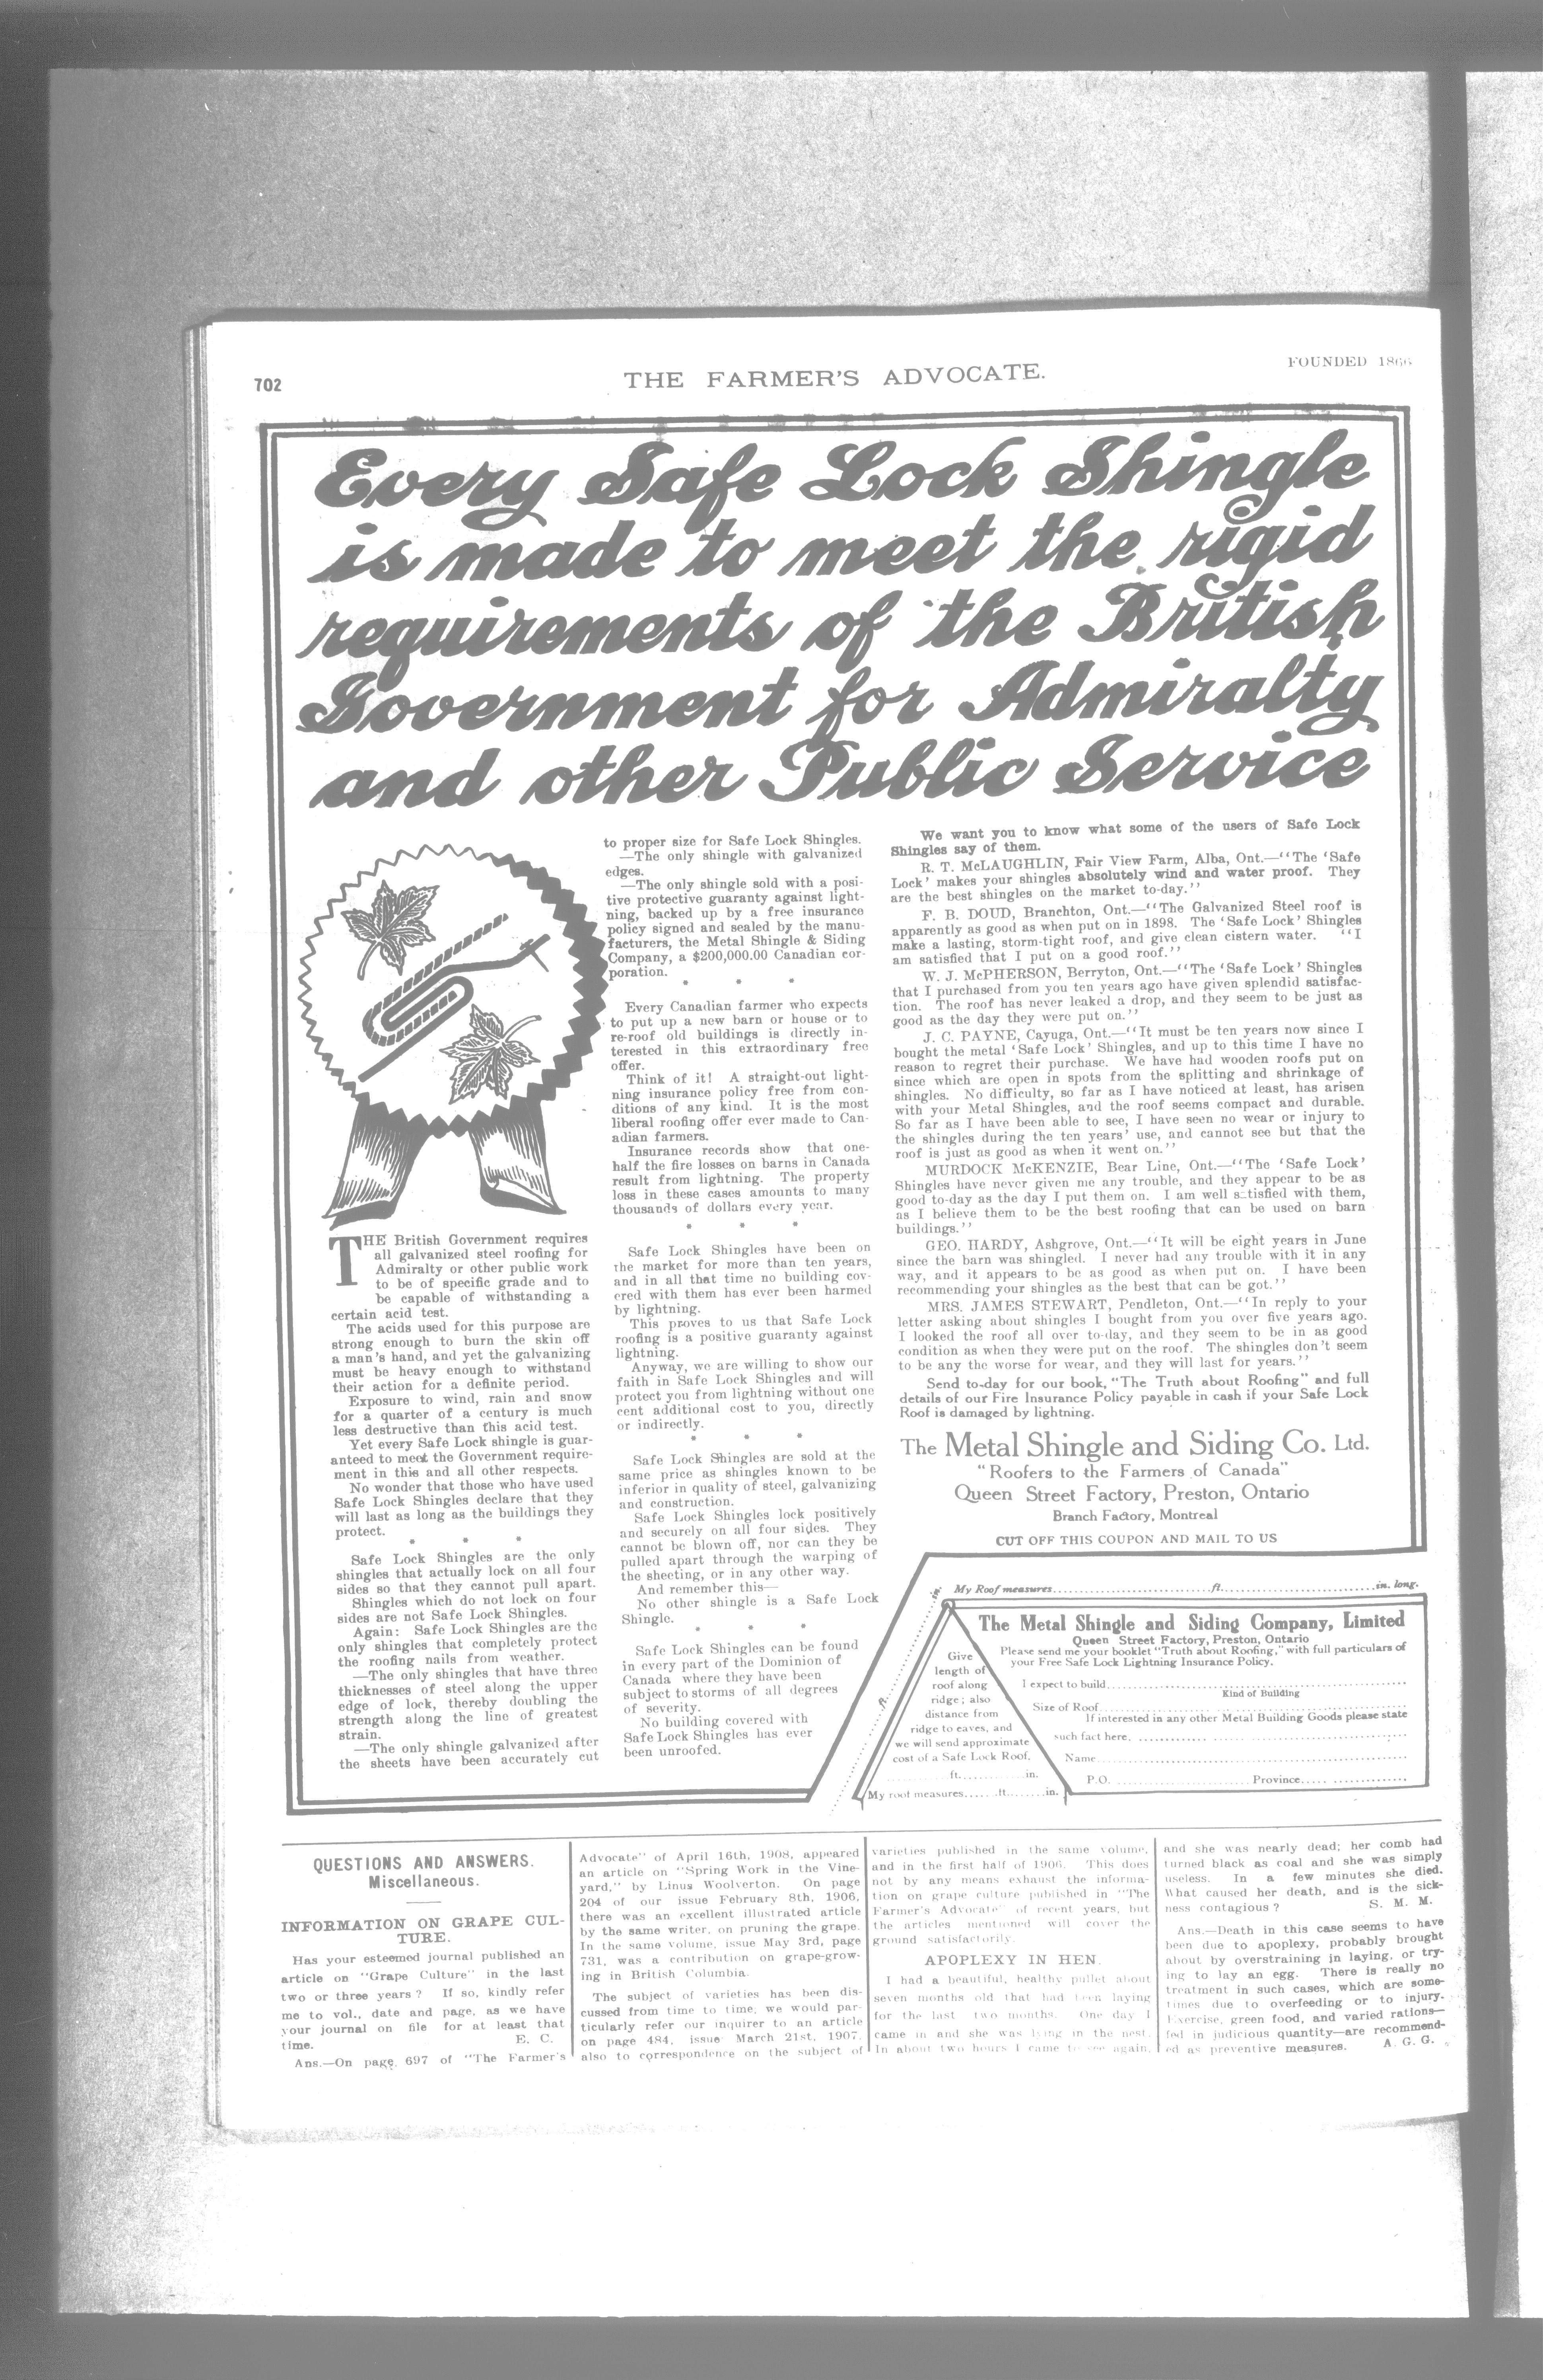 702
THE FARMER'S ADVOCATE.
FOUNDED 1866
Every Safe Lock Shingle
is made to meet the rigid
requirements of the British
Government for Admiralty
and other Public Service
THE British Government requires
all galvanized steel roofing for
Admiralty or other public work
to be of specific grade and to
be capable of withstanding a
certain acid test.
The acids used for this purpose are
strong enough to burn the skin off
a man's hand, and yet the galvanizing
must be heavy enough to withstand
their action for a definite period.
Exposure to wind, rain and snow
for a quarter of a century is much
less destructive than this acid test.
Yet every Safe Lock shingle is guar-
anteed to meet the Government require-
ment in this and all other respects.
No wonder that those who have used
Safe Lock Shingles declare that they
will last as long as the buildings they
protect.
* * *
Safe Lock Shingles are the only
shingles that actually lock on all four
sides so that they cannot pull apart.
Shingles which do not lock on four
sides are not Safe Lock Shingles.
Again: Safe Lock Shingles are the
only shingles that completely protect
the roofing nails from weather.
—The only shingles that have three
thicknesses of steel along the upper
edge of lock, thereby doubling the
strength along the line of greatest
strain.
—The only shingle galvanized after
the sheets have been accurately cut
to proper size for Safe Lock Shingles.
—The only shingle with galvanized
edges.
—The only shingle sold with a posi-
tive protective guaranty against light-
ning, backed up by a free insurance
policy signed and sealed by the manu-
facturers, the Metal Shingle & Siding
Company, a $200,000.00 Canadian cor-
poration.
* * *
Every Canadian farmer who expects
to put up a new barn or house or to
re-roof old buildings is directly in-
terested in this extraordinary free
offer.
Think of it! A straight-out light-
ning insurance policy free from con-
ditions of any kind. It is the most
liberal roofing offer ever made to Can-
adian farmers.
Insurance records show that one-
half the fire losses on barns in Canada
result from lightning. The property
loss in these cases amounts to many
thousands of dollars every year.
* * *
Safe Lock Shingles have been on
the market for more than ten years,
and in all that time no building cov-
ered with them has ever been harmed
by lightning.
This proves to us that Safe Lock
roofing is a positive guaranty against
lightning.
Anyway, we are willing to show our
faith in Safe Lock Shingles and will
protect you from lightning without one
cent additional cost to you, directly
or indirectly.
* * *
Safe Lock Shingles are sold at the
same price as shingles known to be
inferior in quality of steel, galvanizing
and construction.
Safe Lock Shingles lock positively
and securely on all four sides. They
cannot be blown off, nor can they be
pulled apart through the warping of
the sheeting, or in any other way.
And remember this—
No other shingle is a Safe Lock
Shingle.
* * *
Safe Lock Shingles can be found
in every part of the Dominion of
Canada where they have been
subject to storms of all degrees
of severity.
No building covered with
Safe Lock Shingles has ever
been unroofed.
We want you to know what some of the users of Safe Lock
Shingles say of them.
R. T. McLAUGHLIN, Fair View Farm, Alba, Ont.—"The 'Safe
Lock' makes your shingles absolutely wind and water proof. They
are the best shingles on the market to-day."
F. B. DOUD, Branchton, Ont.—"The Galvanized Steel roof is
apparently as good as when put on in 1898. The 'Safe Lock' Shingles
make a lasting, storm-tight roof, and give clean cistern water. "I
am satisfied that I put on a good roof."
W. J. McPHERSON, Berryton, Ont.—"The 'Safe Lock' Shingles
that I purchased from you ten years ago have given splendid satisfac-
tion. The roof has never leaked a drop, and they seem to be just as
good as the day they were put on."
J. C. PAYNE, Cayuga, Ont.—"It must be ten years now since I
bought the metal 'Safe Lock' Shingles, and up to this time I have no
reason to regret their purchase. We have had wooden roofs put on
since which are open in spots from the splitting and shrinkage of
shingles. No difficulty, so far as I have noticed at least, has arisen
with your Metal Shingles, and the roof seems compact and durable.
So far as I have been able to see, I have seen no wear or injury to
the shingles during the ten years' use, and cannot see but that the
roof is just as good as when it went on."
MURDOCK McKENZIE, Bear Line, Ont.—"The 'Safe Lock'
Shingles have never given me any trouble, and they appear to be as
good to-day as the day I put them on. I am well satisfied with them,
as I believe them to be the best roofing that can be used on barn
buildings."
GEO. HARDY, Ashgrove, Ont.—"It will be eight years in June
since the barn was shingled. I never had any trouble with it in any
way, and it appears to be as good as when put on. I have been
recommending your shingles as the best that can be got."
MRS. JAMES STEWART, Pendleton, Ont.—"In reply to your
letter asking about shingles I bought from you over five years ago.
I looked the roof all over to-day, and they seem to be in as good
condition as when they were put on the roof. The shingles don't seem
to be any the worse for wear, and they will last for years."
Send to-day for our book, "The Truth about Roofing" and full
details of our Fire Insurance Policy payable in cash if your Safe Lock
Roof is damaged by lightning.
The Metal Shingle and Siding Co. Ltd.
"Roofers to the Farmers of Canada"
Queen Street Factory, Preston, Ontario
Branch Factory, Montreal
CUT OFF THIS COUPON AND MAIL TO US
My Roof measures..........ft..........in. long.
ft. in.
Give
length of
roof along
ridge; also
distance from
ridge to eaves, and
we will send approximate
cost of a Safe Lock Roof.
..........ft..........in.
My roof measures......ft......in.
The Metal Shingle and Siding Company, Limited
Queen Street Factory, Preston, Ontario
Please send me your booklet "Truth about Roofing," with full particulars of
your Free Safe Lock Lightning Insurance Policy.
I expect to build..........
Kind of Building
Size of Roof..........
If interested in any other Metal Building Goods please state
such fact here. ..........
Name..........
P.O. ..........Province..........
QUESTIONS AND ANSWERS.
Miscellaneous.
INFORMATION ON GRAPE CUL-
TURE.
Has your esteemed journal published an
article on "Grape Culture" in the last
two or three years? If so, kindly refer
me to vol., date and page, as we have
your journal on file for at least that
time. E. C.
Ans.—On page 697 of "The Farmer's
Advocate" of April 16th, 1908, appeared
an article on "Spring Work in the Vine-
yard," by Linus Woolverton. On page
204 of our issue February 8th, 1906,
there was an excellent illustrated article
by the same writer, on pruning the grape.
In the same volume, issue May 3rd, page
731, was a contribution on grape-grow-
ing in British Columbia.
The subject of varieties has been dis-
cussed from time to time, we would par-
ticularly refer our inquirer to an article
on page 484, issue March 21st, 1907,
also to correspondence on the subject of
varieties published in the same volume,
and in the first half of 1906. This does
not by any means exhaust the informa-
tion on grape culture published in "The
Farmer's Advocate" of recent years, but
the articles mentioned will cover the
ground satisfactorily.
APOPLEXY IN HEN.
I had a beautiful, healthy pullet about
seven months old that had been laying
for the last two months. One day I
came in and she was lying in the nest.
In about two hours I came to see again,
and she was nearly dead; her comb had
turned black as coal and she was simply
useless. In a few minutes she died.
What caused her death, and is the sick-
ness contagious? S. M. M.
Ans.—Death in this case seems to have
been due to apoplexy, probably brought
about by overstraining in laying, or try-
ing to lay an egg. There is really no
treatment in such cases, which are some-
times due to overfeeding or to injury.
Exercise, green food, and varied rations—
fed in judicious quantity—are recommend-
ed as preventive measures. A. G. G.